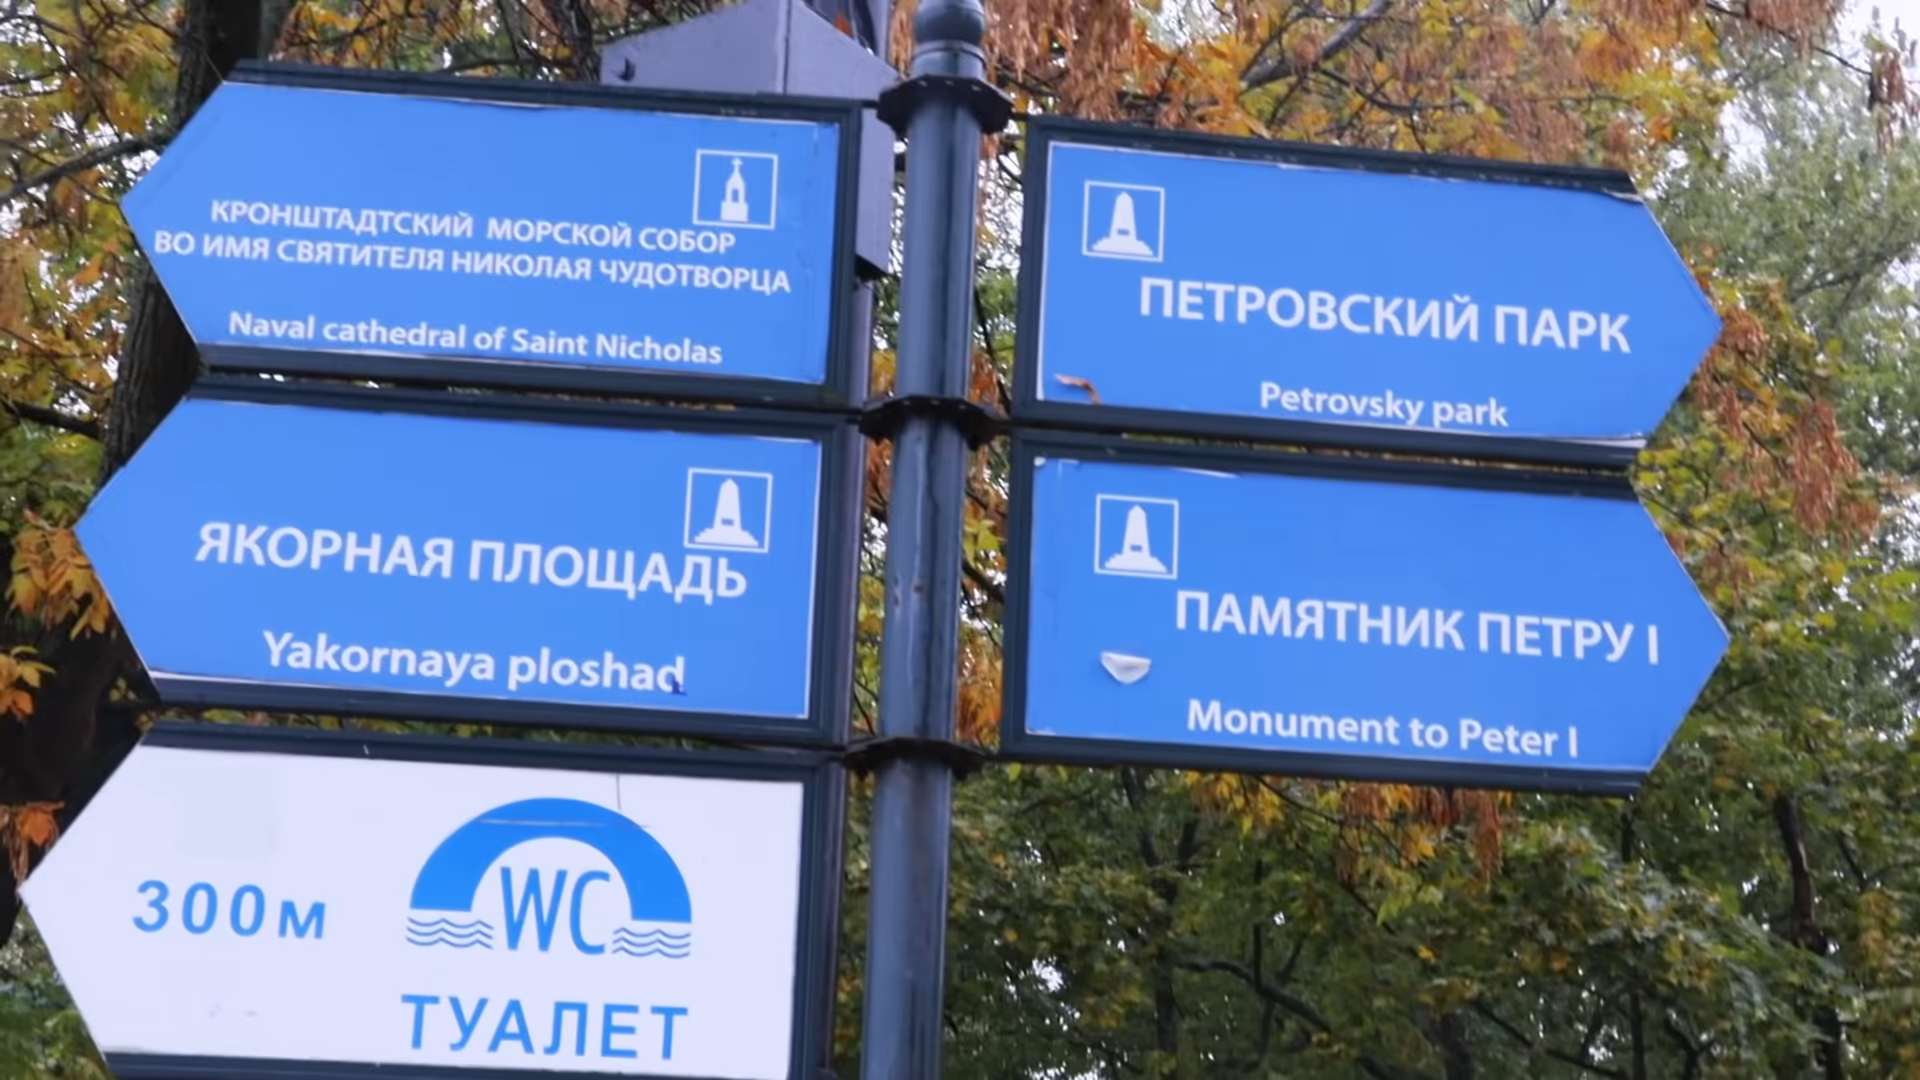 КРОНШТАДТСКИЙ МОРСКОЙ СОБОР
ВО ИМЯ СВЯТИТЕЛЯ НИКОЛАЯ ЧУДОТВОРЦА
Naval cathedral of Saint Nicholas
ЯКОРНАЯ ПЛОЩАДЬ
Yakornaya ploshad
300м
WC
ТУАЛЕТ
ПЕТРОВСКИЙ ПАРК
Petrovsky park
ПАМЯТНИК ПЕТРУ I
Monument to Peter I